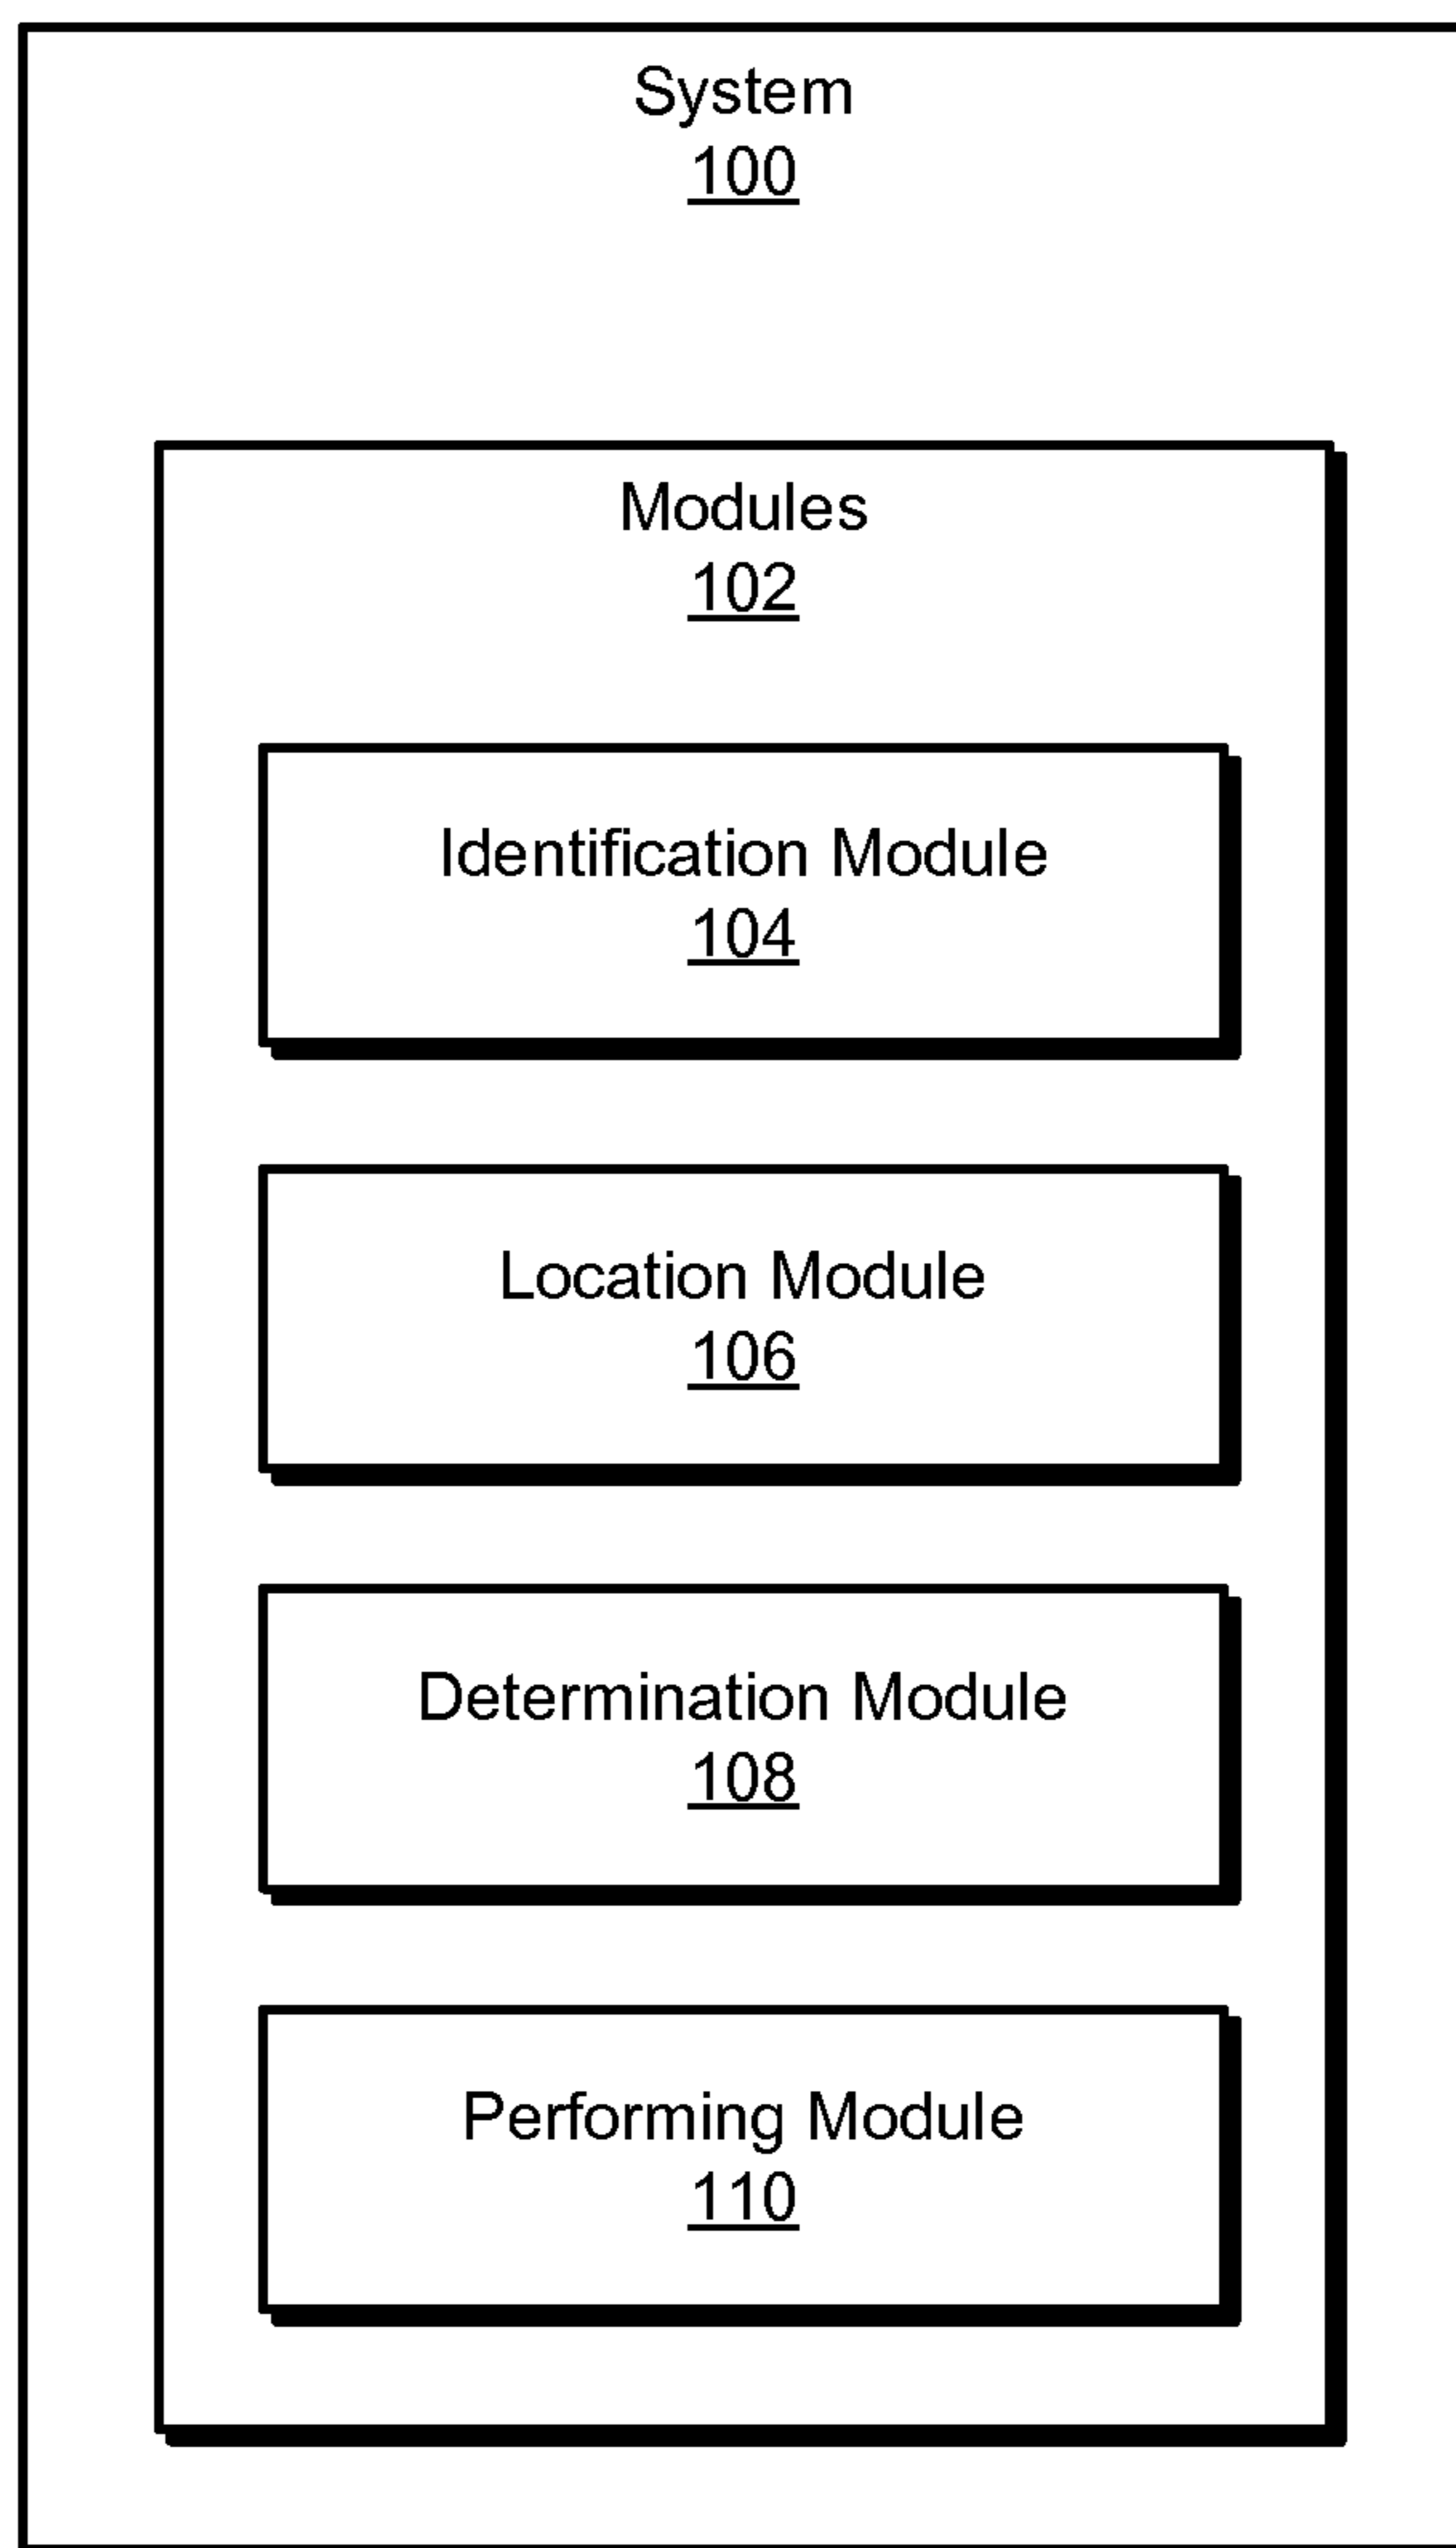 System
100
Modules
102
Identification Module
104
Location Module
106
Determination Module
108
Performing Module
110